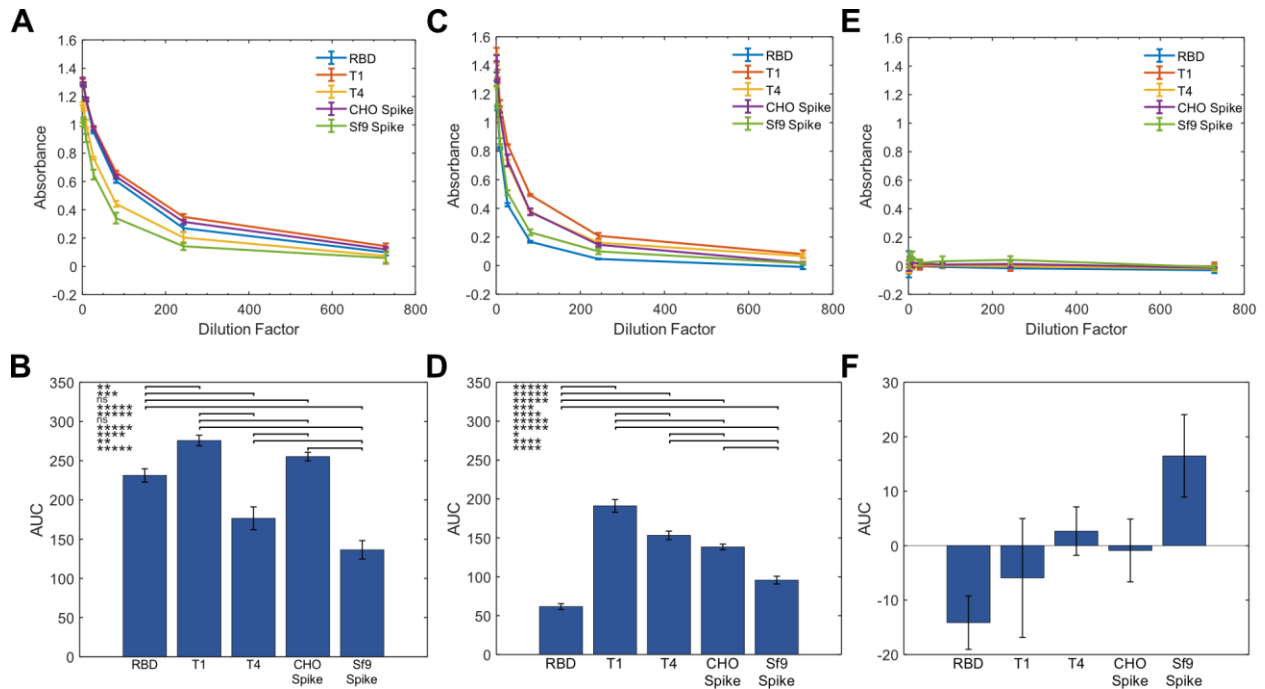 A
1.6
1.4
1.2
1
0.8
0.6
0.4
0.2
0
-0.2
Absorbance
0 200 400 600 800
Dilution Factor
RBD
T1
T4
CHO Spike
Sf9 Spike
C
1.6
1.4
1.2
1
0.8
0.6
0.4
0.2
0
-0.2
Absorbance
0 200 400 600 800
Dilution Factor
RBD
T1
T4
CHO Spike
Sf9 Spike
E
1.6
1.4
1.2
1
0.8
0.6
0.4
0.2
0
-0.2
Absorbance
0 200 400 600 800
Dilution Factor
RBD
T1
T4
CHO Spike
Sf9 Spike
B
350
300
250
200
150
100
50
0
AUC
**
***
ns
*****
*****
ns
*****
****
**
*****
RBD T1 T4 CHO Sf9
Spike Spike
D
350
300
250
200
150
100
50
0
AUC
*****
*****
*****
***
****
*****
*****
*
****
****
RBD T1 T4 CHO Sf9
Spike Spike
F
30
20
10
0
-10
-20
AUC
RBD T1 T4 CHO Sf9
Spike Spike